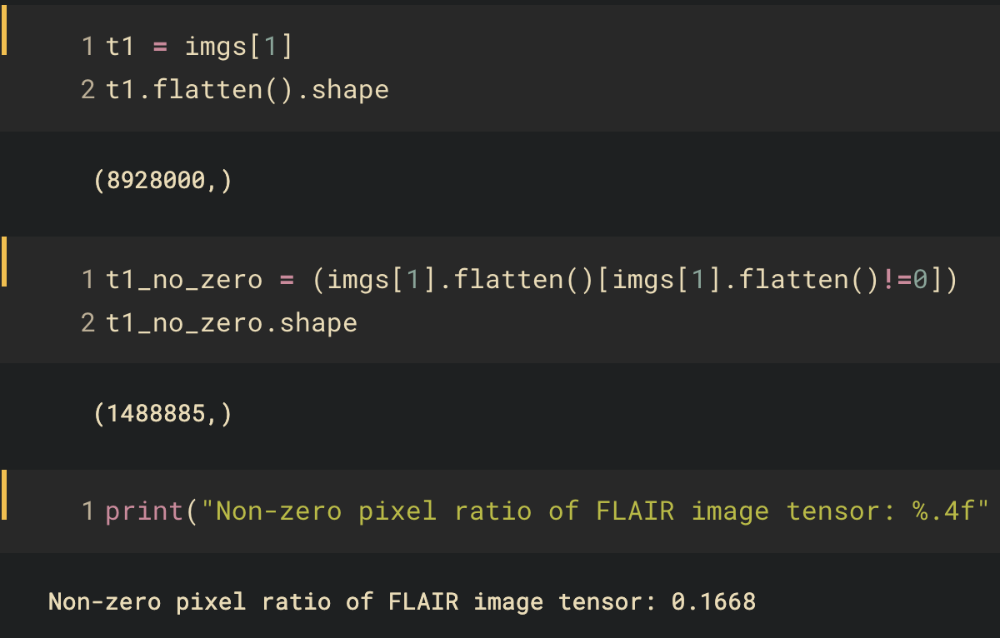 1 t1 = imgs[1]
2 t1.flatten().shape
(8928000,)
1 t1_no_zero = (imgs[1].flatten()[imgs[1].flatten()!=0])
2 t1_no_zero.shape
(1488885,)
1 print("Non-zero pixel ratio of FLAIR image tensor: %.4f"
Non-zero pixel ratio of FLAIR image tensor: 0.1668